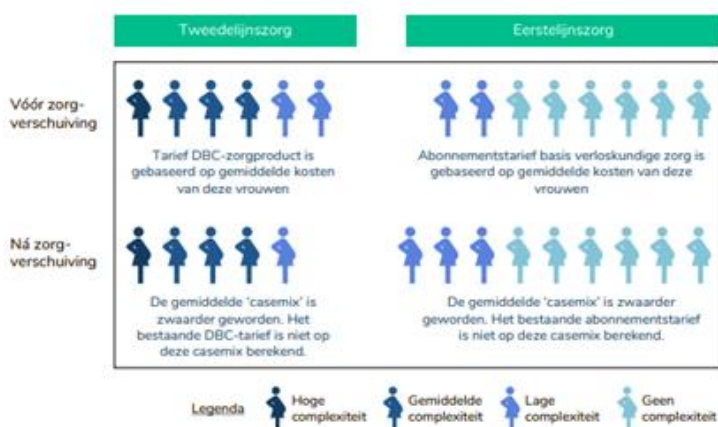 Tweedelijnszorg
Eerstelijnszorg
Vóór zorg-
verschuiving
Tarief DBC-zorgproduct is
gebaseerd op gemiddelde kosten
van deze vrouwen
Abonnementstarief basis verloskundige zorg is
gebaseerd op gemiddelde kosten van deze
vrouwen
Ná zorg-
verschuiving
De gemiddelde ‘casemix’ is
zwaarder geworden. Het
bestaande DBC-tarief is niet op
deze casemix berekend.
De gemiddelde ‘casemix’ is zwaarder
geworden. Het bestaande abonnementstarief
is niet op deze casemix berekend.
Legenda
Hoge
complexiteit
Gemiddelde
complexiteit
Lage
complexiteit
Geen
complexiteit